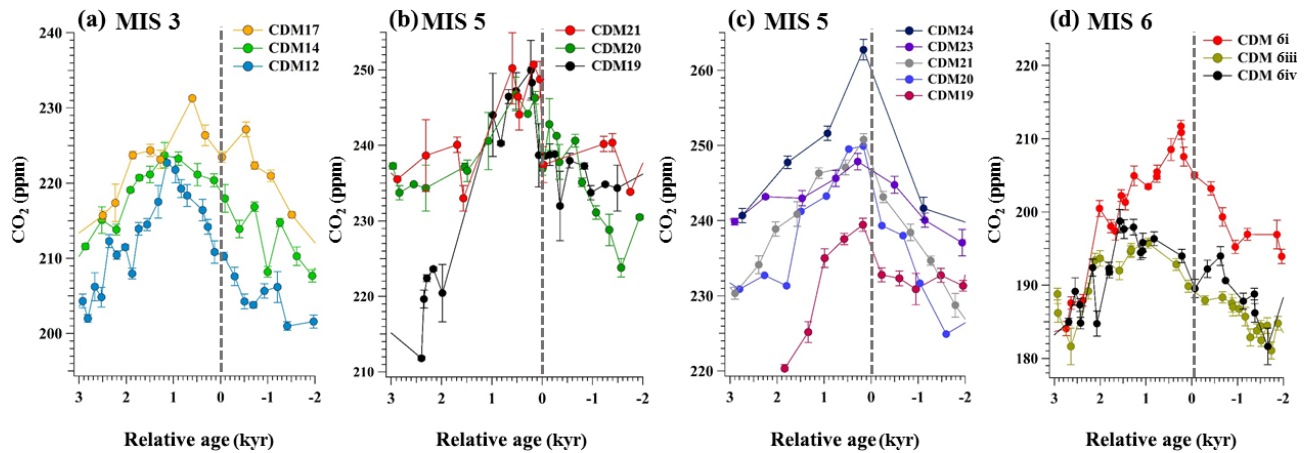 (a) MIS 3
CDM17
CDM14
CDM12
240
230
220
210
200
CO2 (ppm)
3 2 1 0 -1 -2
Relative age (kyr)
(b) MIS 5
CDM21
CDM20
CDM19
260
250
240
230
220
210
CO2 (ppm)
3 2 1 0 -1 -2
Relative age (kyr)
(c) MIS 5
CDM24
CDM23
CDM21
CDM20
CDM19
260
250
240
230
220
CO2 (ppm)
3 2 1 0 -1 -2
Relative age (kyr)
(d) MIS 6
CDM 6i
CDM 6iii
CDM 6iv
220
210
200
190
180
CO2 (ppm)
3 2 1 0 -1 -2
Relative age (kyr)